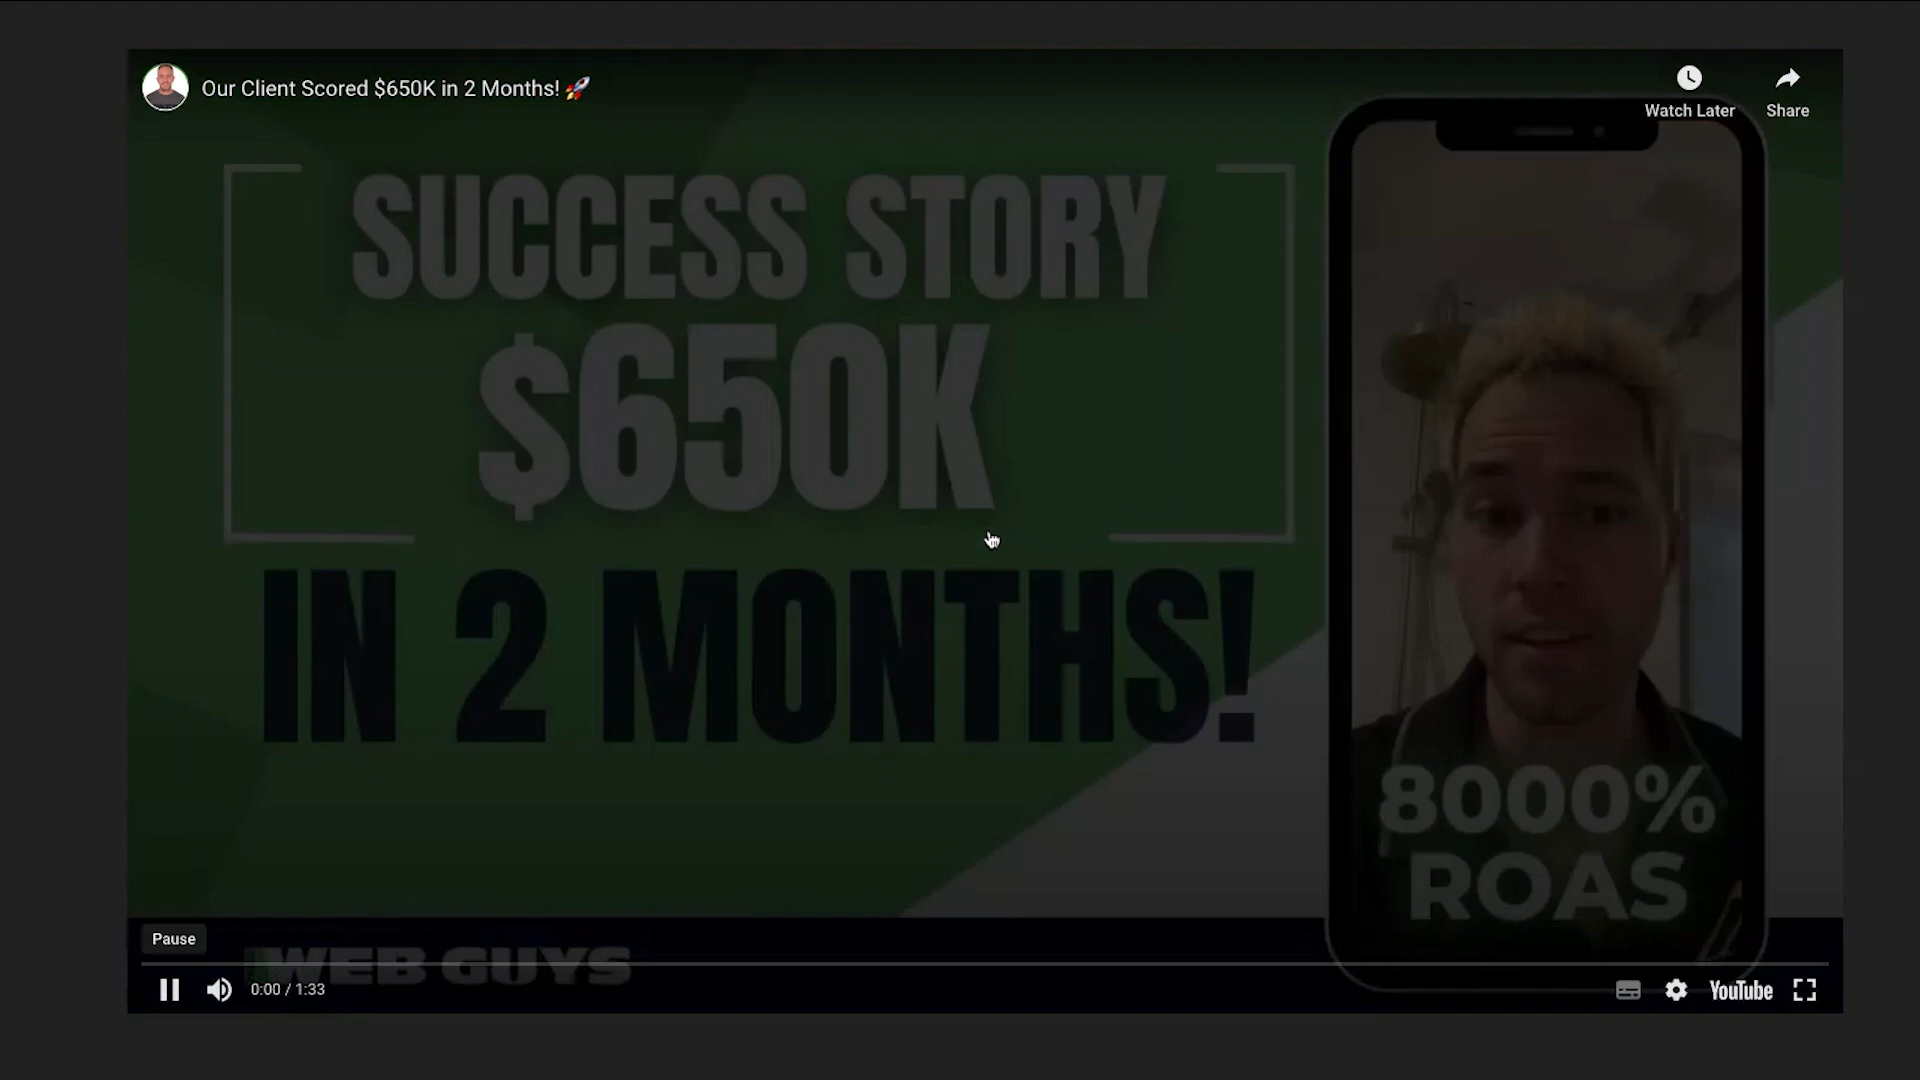 Our Client Scored $650K in 2 Months! 🚀
Watch Later
Share
SUCCESS STORY
$650K
IN 2 MONTHS!
8000%
ROAS
Pause
WEB GUYS
0:00 / 1:33
YouTube